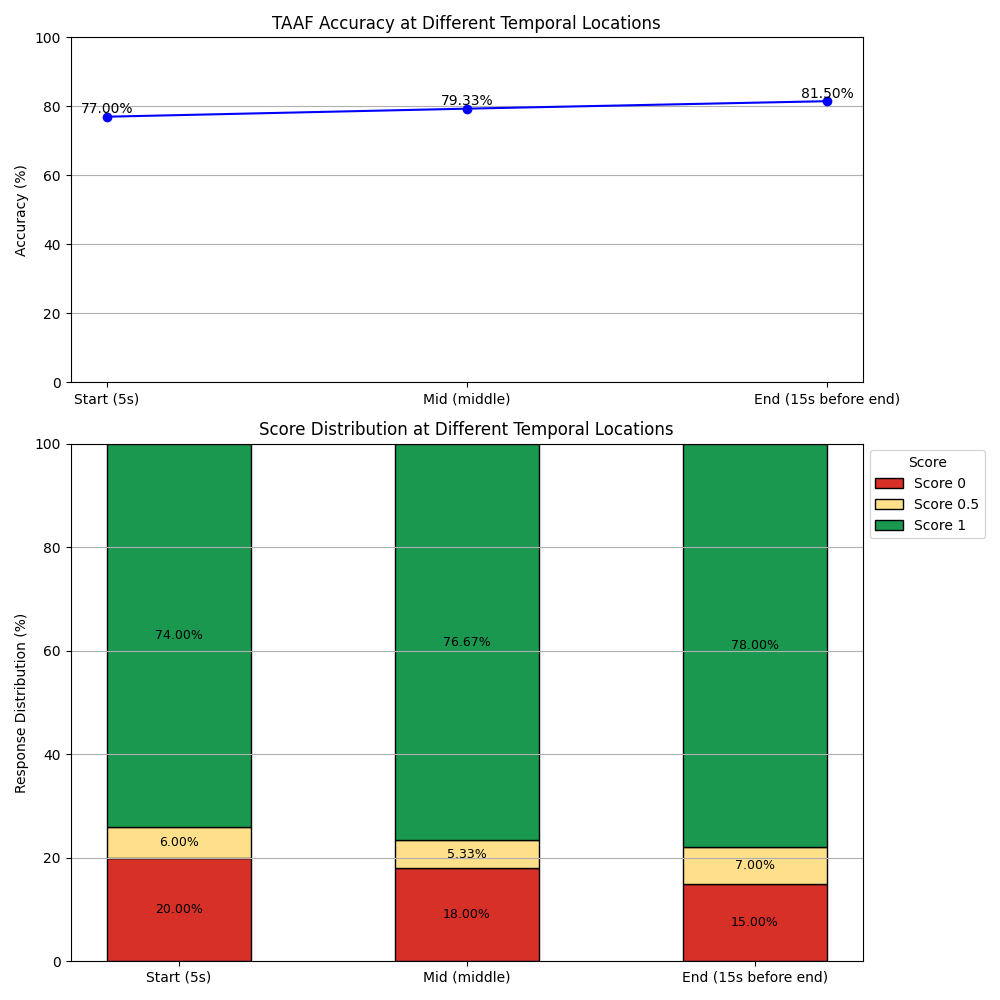 TAAF Accuracy at Different Temporal Locations
100
80
60
40
20
0
Accuracy (%)
77.00%
79.33%
81.50%
Start (5s)
Mid (middle)
End (15s before end)
Score Distribution at Different Temporal Locations
100
80
60
40
20
0
Response Distribution (%)
74.00%
76.67%
78.00%
6.00%
5.33%
7.00%
20.00%
18.00%
15.00%
Start (5s)
Mid (middle)
End (15s before end)
Score
Score 0
Score 0.5
Score 1